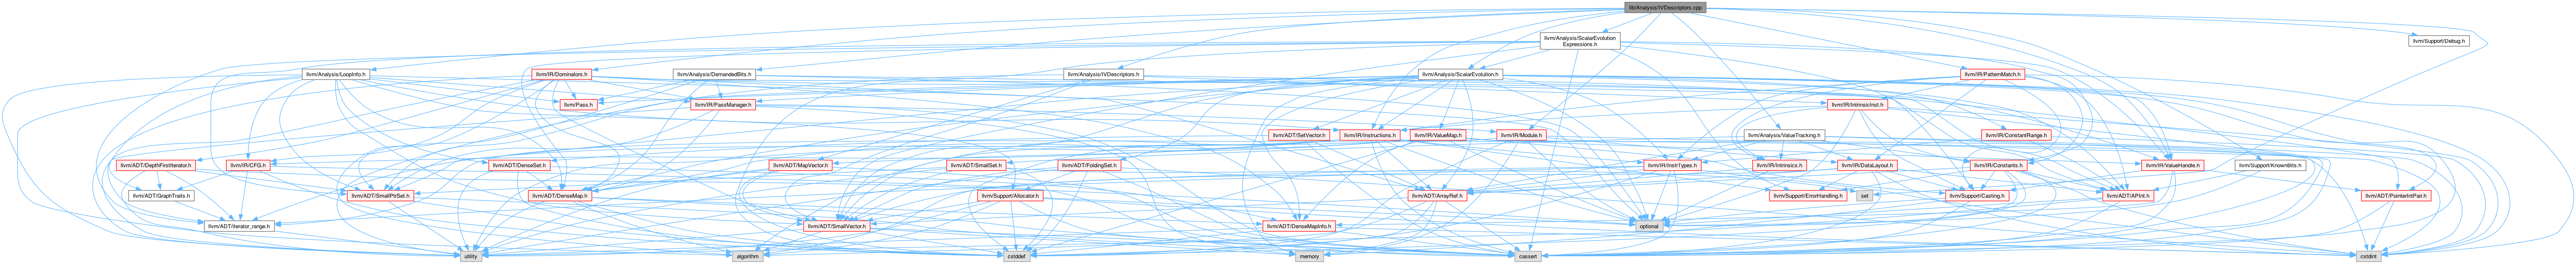 lib/Analysis/IVDescriptors.cpp
llvm/Analysis/ScalarEvolution
Expressions.h
llvm/Support/Debug.h
llvm/Analysis/LoopInfo.h
llvm/IR/Dominators.h
llvm/Analysis/DemandedBits.h
llvm/Analysis/IVDescriptors.h
llvm/Analysis/ScalarEvolution.h
llvm/IR/PatternMatch.h
llvm/Pass.h
llvm/IR/PassManager.h
llvm/IR/IntrinsicInst.h
llvm/ADT/SetVector.h
llvm/IR/Instructions.h
llvm/IR/ValueMap.h
llvm/IR/Module.h
llvm/Analysis/ValueTracking.h
llvm/IR/ConstantRange.h
llvm/ADT/DepthFirstIterator.h
llvm/IR/CFG.h
llvm/ADT/DenseSet.h
llvm/ADT/MapVector.h
llvm/ADT/SmallSet.h
llvm/ADT/FoldingSet.h
llvm/IR/InstrTypes.h
llvm/IR/Intrinsics.h
llvm/IR/DataLayout.h
llvm/IR/Constants.h
llvm/IR/ValueHandle.h
llvm/Support/KnownBits.h
llvm/ADT/GraphTraits.h
llvm/ADT/SmallPtrSet.h
llvm/ADT/DenseMap.h
llvm/Support/Allocator.h
llvm/ADT/ArrayRef.h
llvm/Support/ErrorHandling.h
set
llvm/Support/Casting.h
llvm/ADT/APInt.h
llvm/ADT/PointerIntPair.h
llvm/ADT/iterator_range.h
llvm/ADT/SmallVector.h
llvm/ADT/DenseMapInfo.h
optional
utility
algorithm
cstddef
memory
cassert
cstdint